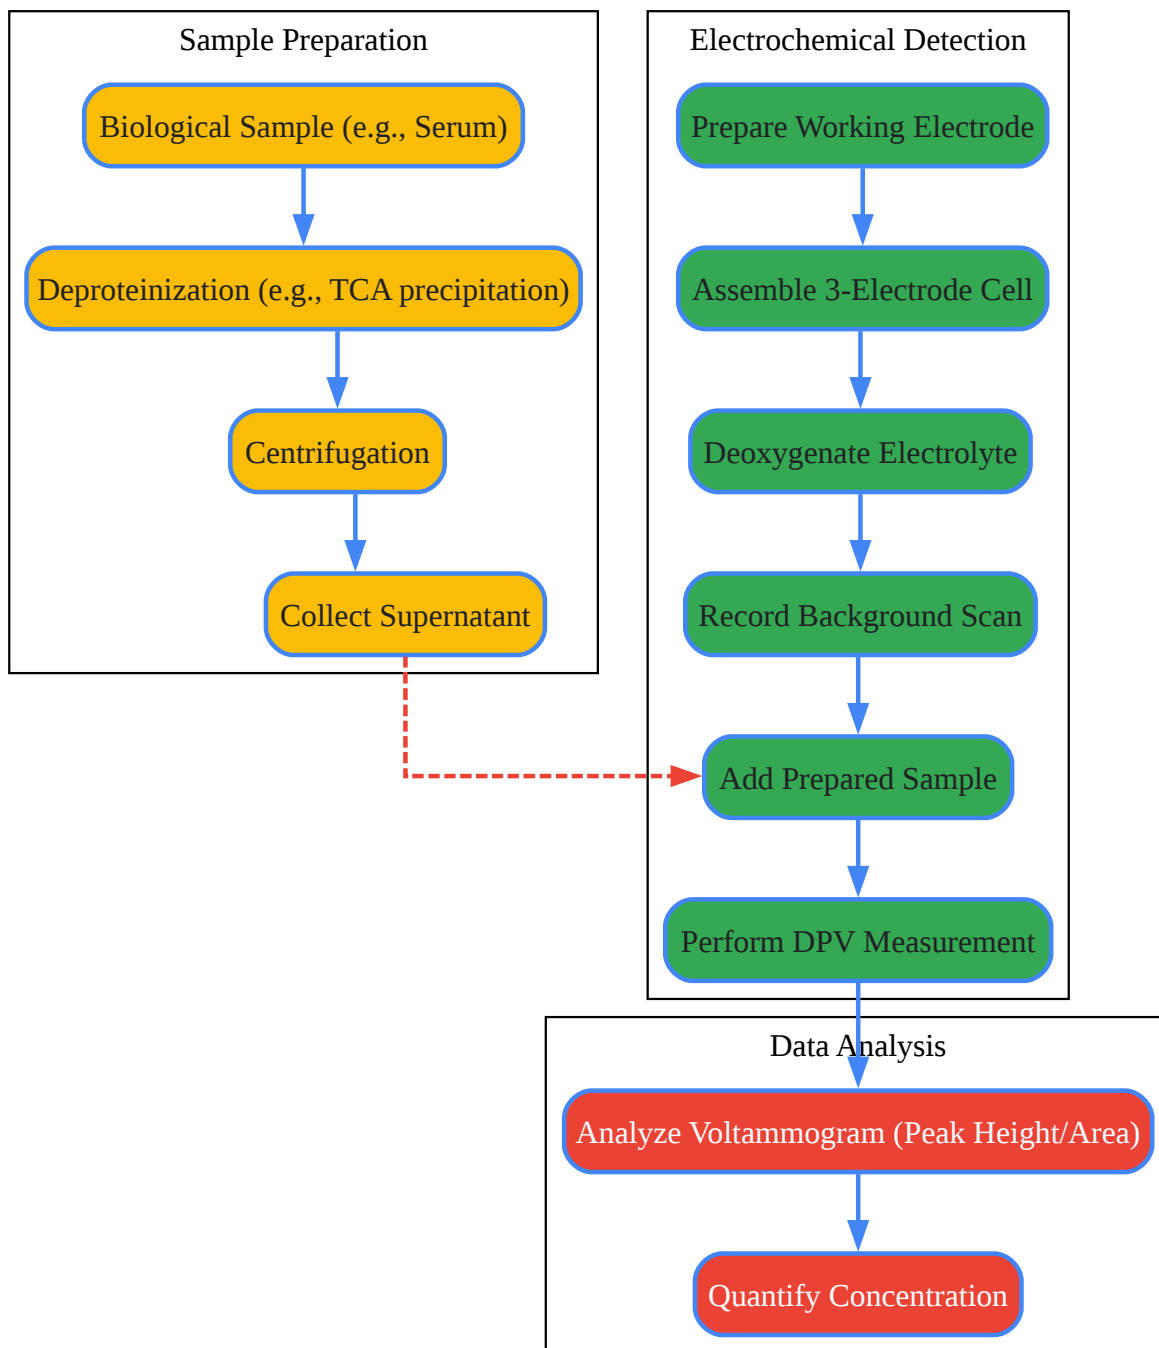 Sample Preparation
Biological Sample (e.g., Serum)
Deproteinization (e.g., TCA precipitation)
Centrifugation
Collect Supernatant
Electrochemical Detection
Prepare Working Electrode
Assemble 3-Electrode Cell
Deoxygenate Electrolyte
Record Background Scan
Add Prepared Sample
Perform DPV Measurement
Data Analysis
Analyze Voltammogram (Peak Height/Area)
Quantify Concentration